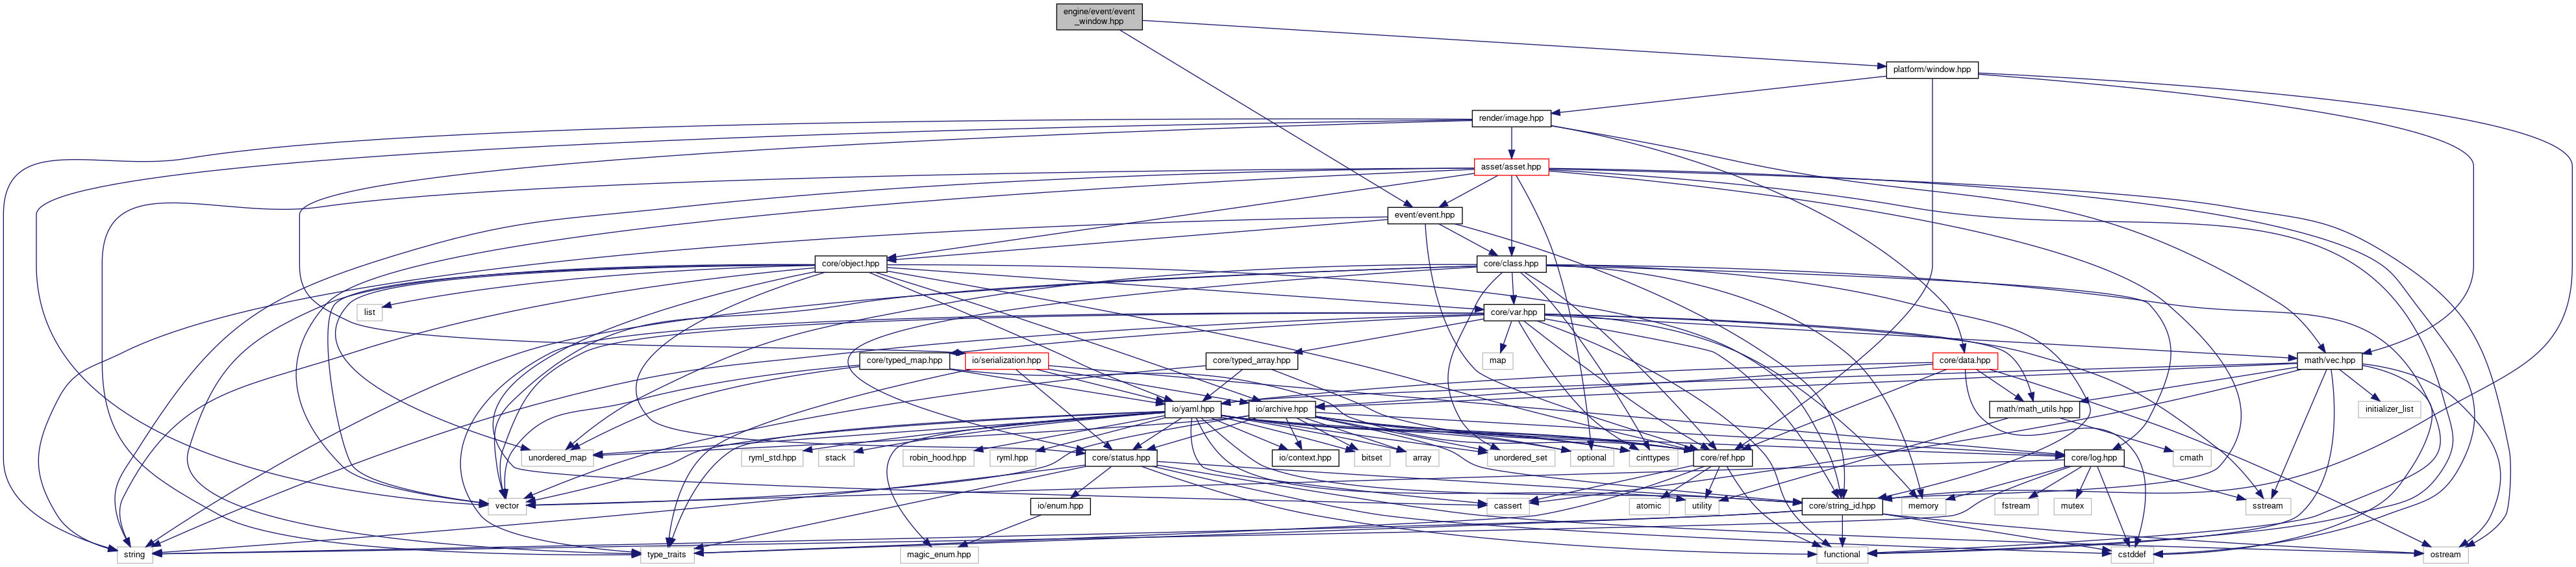 engine/event/event
_window.hpp
platform/window.hpp
render/image.hpp
asset/asset.hpp
event/event.hpp
core/object.hpp
core/class.hpp
list
core/var.hpp
core/typed_map.hpp
io/serialization.hpp
core/typed_array.hpp
map
core/data.hpp
math/vec.hpp
io/yaml.hpp
io/archive.hpp
math/math_utils.hpp
initializer_list
unordered_map
ryml_std.hpp
stack
core/status.hpp
robin_hood.hpp
ryml.hpp
io/context.hpp
bitset
array
unordered_set
optional
cinttypes
core/ref.hpp
core/log.hpp
cmath
vector
io/enum.hpp
cassert
atomic
utility
core/string_id.hpp
memory
fstream
mutex
sstream
string
type_traits
magic_enum.hpp
functional
cstddef
ostream